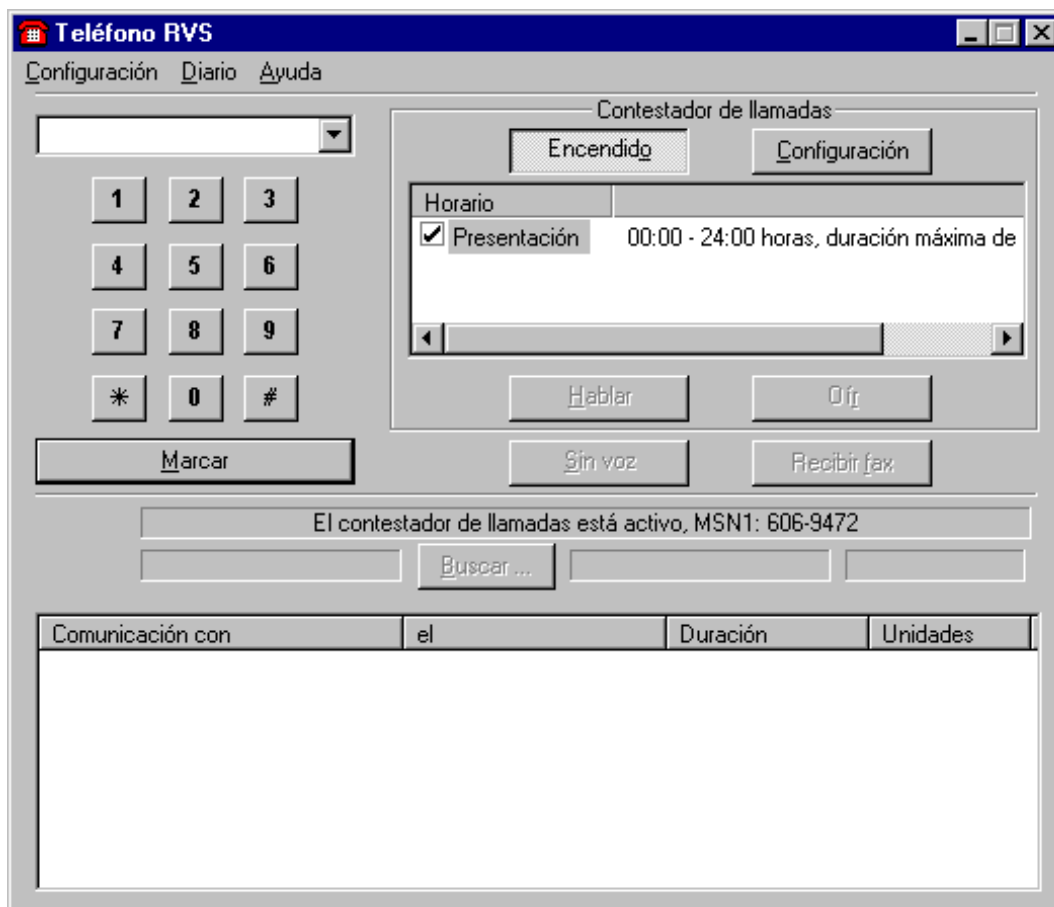 Teléfono RVS
Configuración Diario Ayuda
Contestador de llamadas
Encendido Configuración
1 2 3
Horario
Presentación 00:00 - 24:00 horas, duración máxima de
4 5 6
7 8 9
* 0 #
Hablar Oír
Marcar Sin voz Recibir fax
El contestador de llamadas está activo, MSN1: 606-9472
Buscar ...
Comunicación con el Duración Unidades